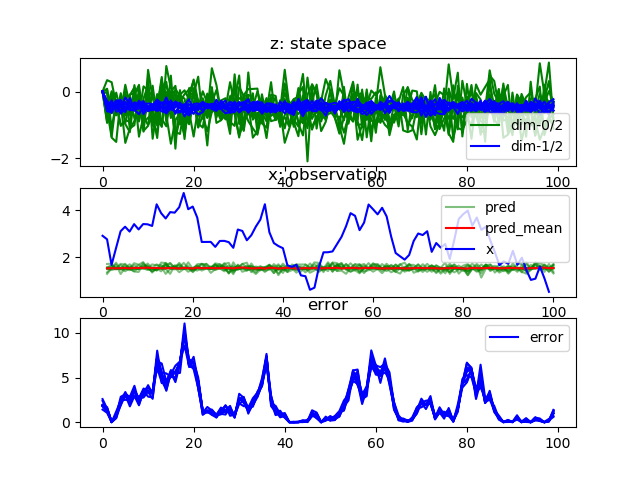 z: state space
0
−2
dim-0/2
dim-1/2
0 20 40 60 80 100
x: observation
4
2
pred
pred_mean
x
0 20 40 60 80 100
error
10
5
0
error
0 20 40 60 80 100